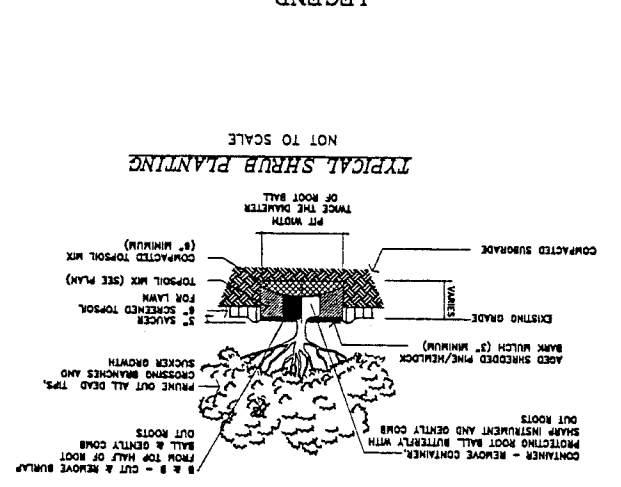 B & B - CUT & REMOVE BURLAP
FROM TOP HALF OF ROOT
BALL & GENTLY COMB
OUT ROOTS
CONTAINER - REMOVE CONTAINER,
PROTECTING ROOT BALL BUTTERFLY WITH
SHARP INSTRUMENT AND GENTLY COMB
OUT ROOTS
PRUNE OUT ALL DEAD TIPS,
CROSSING BRANCHES AND
SUCKER GROWTH
AGED SHREDDED PINE/HEMLOCK
BARK MULCH (3" MINIMUM)
EXISTING GRADE
VARIES
3" SAUCER
6" SCREENED TOPSOIL
FOR LAWN
TOPSOIL MIX (SEE PLAN)
COMPACTED TOPSOIL MIX
(6" MINIMUM)
COMPACTED SUBGRADE
PIT WIDTH
TWICE THE DIAMETER
OF ROOT BALL
TYPICAL SHRUB PLANTING
NOT TO SCALE
LEGEND